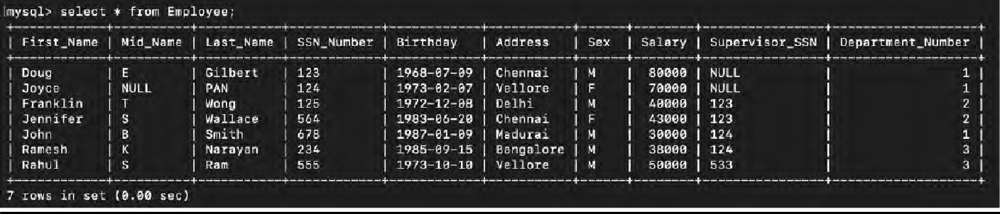 mysql> select * from Employee;
| First_Name | Mid_Name | Last_Name | SSN_Number | Birthday | Address | Sex | Salary | Supervisor_SSN | Department_Number |
| Doug | E | Gilbert | 123 | 1968-07-09 | Chennai | M | 80000 | NULL | 1 |
| Joyce | NULL | PAN | 124 | 1973-02-07 | Vellore | F | 70000 | NULL | 1 |
| Franklin | T | Wong | 125 | 1972-12-08 | Delhi | M | 40000 | 123 | 2 |
| Jennifer | S | Wallace | 564 | 1983-06-20 | Chennai | F | 43000 | 123 | 2 |
| John | B | Smith | 678 | 1987-01-09 | Madurai | M | 30000 | 124 | 1 |
| Ramesh | K | Narayan | 234 | 1985-09-15 | Bangalore | M | 38000 | 124 | 3 |
| Rahul | S | Ram | 555 | 1973-10-10 | Vellore | M | 50000 | 533 | 3 |
7 rows in set (0.00 sec)